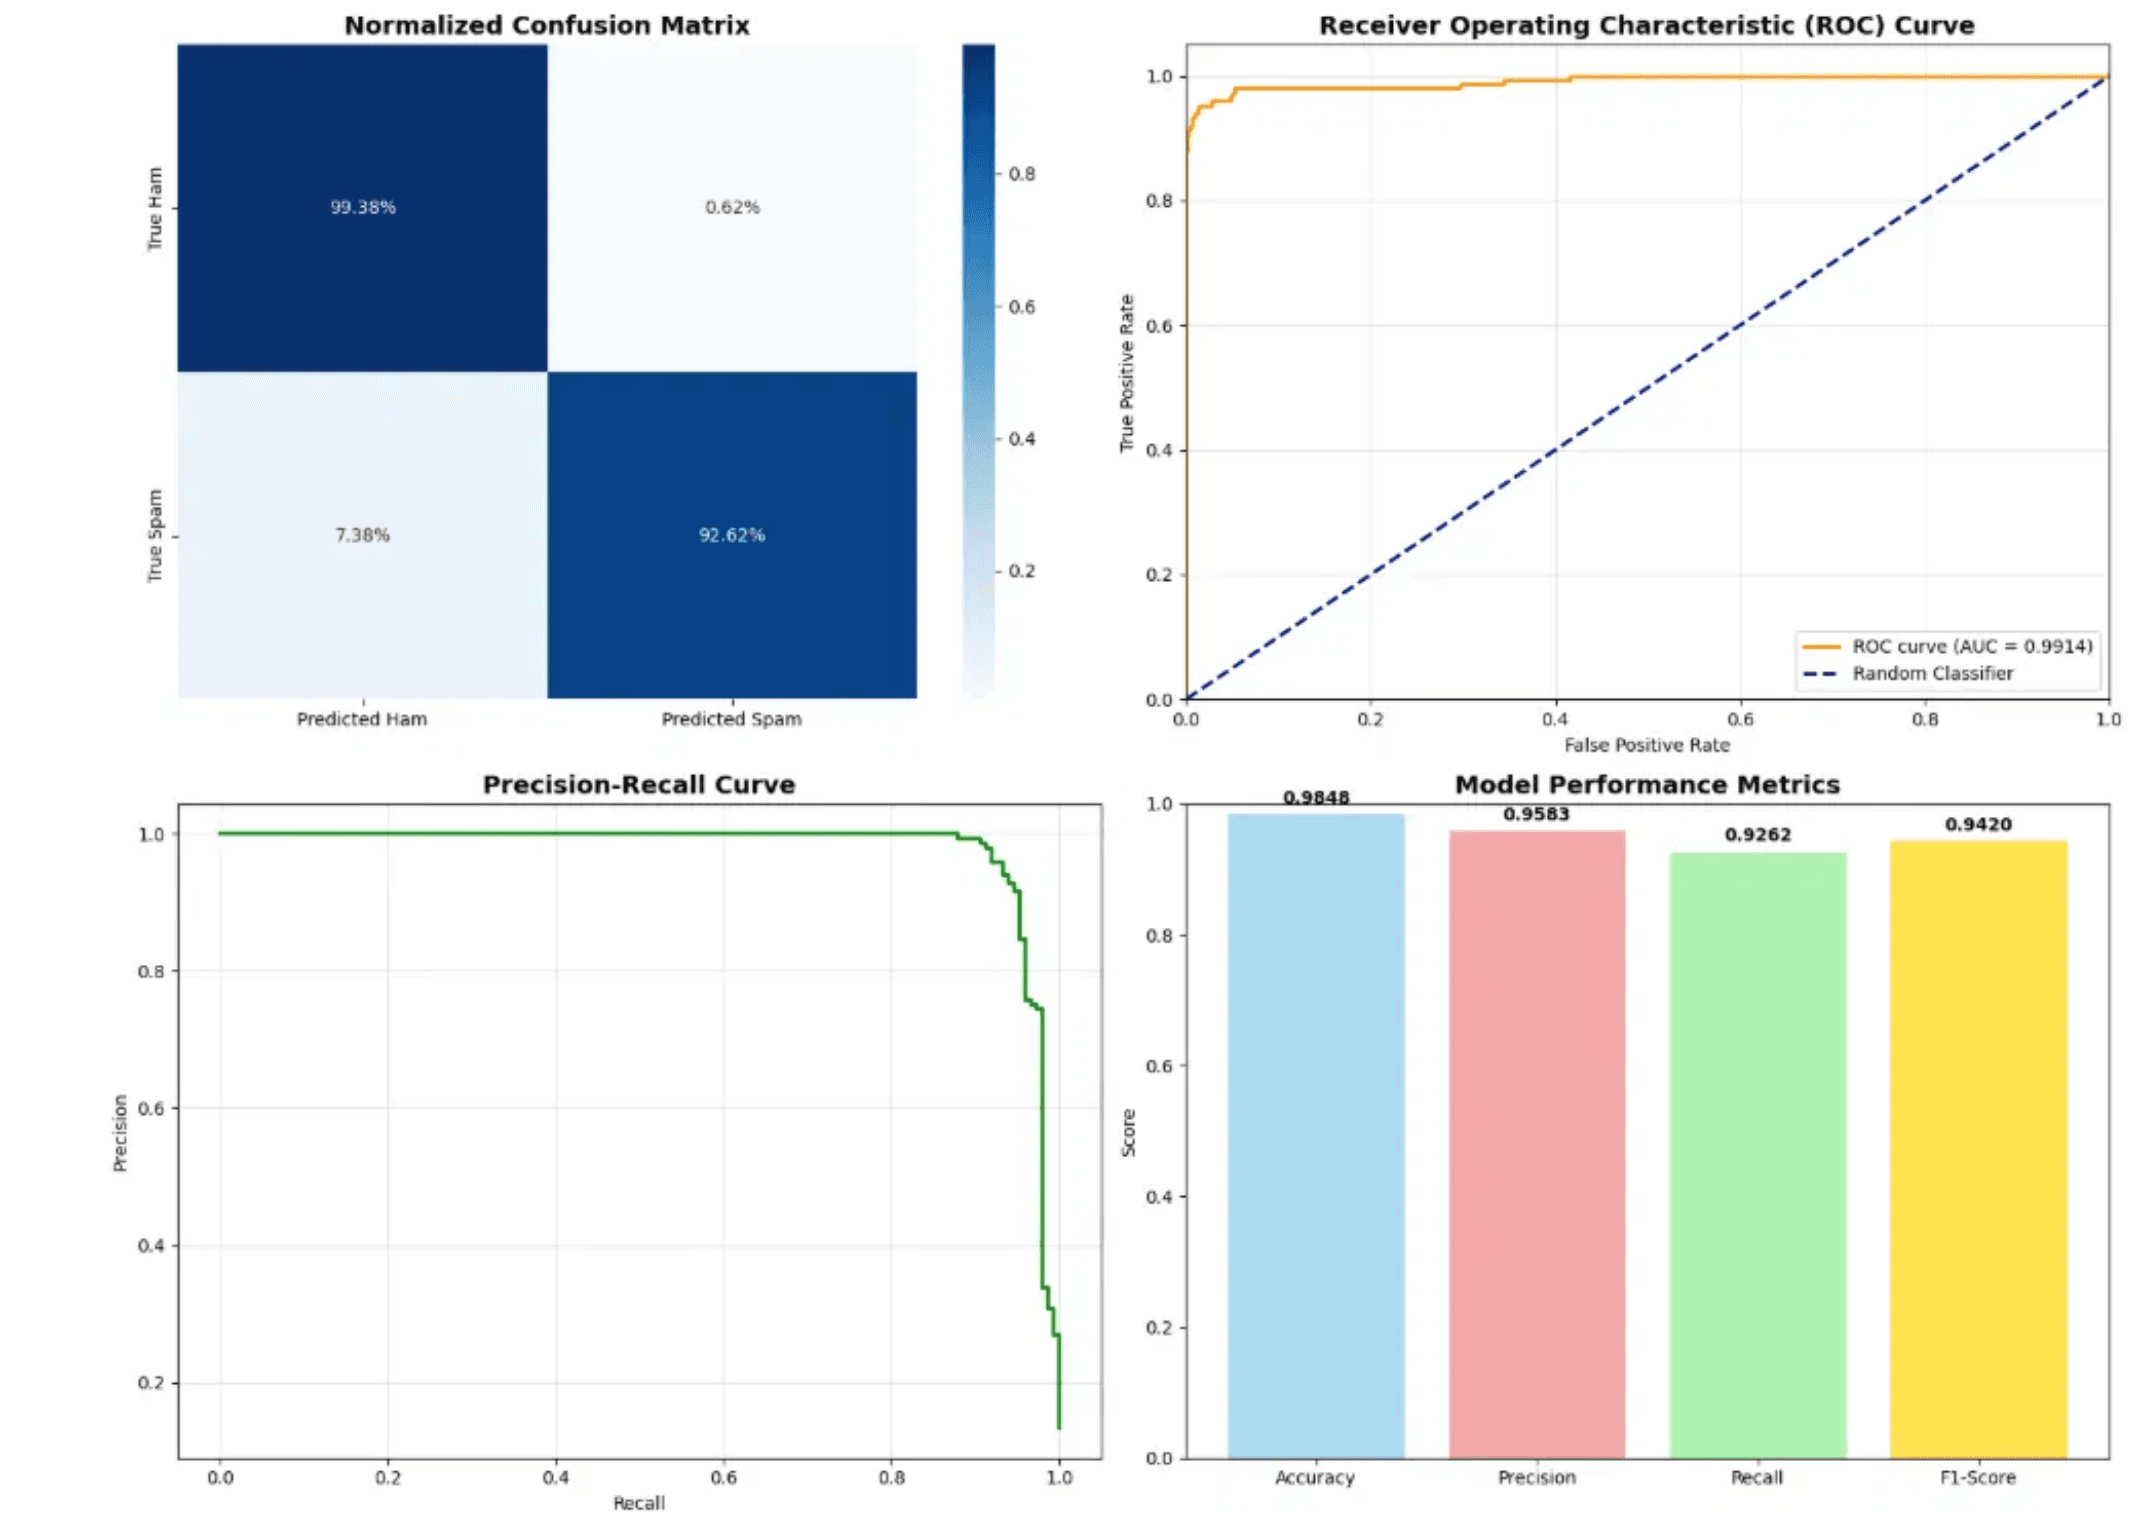 Normalized Confusion Matrix
True Ham
True Spam
99.38%
0.62%
7.38%
92.62%
Predicted Ham
Predicted Spam
0.8
0.6
0.4
0.2
Receiver Operating Characteristic (ROC) Curve
True Positive Rate
1.0
0.8
0.6
0.4
0.2
0.0
ROC curve (AUC = 0.9914)
Random Classifier
0.0 0.2 0.4 0.6 0.8 1.0
False Positive Rate
Precision-Recall Curve
Precision
1.0
0.8
0.6
0.4
0.2
0.0 0.2 0.4 0.6 0.8 1.0
Recall
Model Performance Metrics
Score
1.0
0.8
0.6
0.4
0.2
0.0
0.9848
0.9583
0.9262
0.9420
Accuracy Precision Recall F1-Score